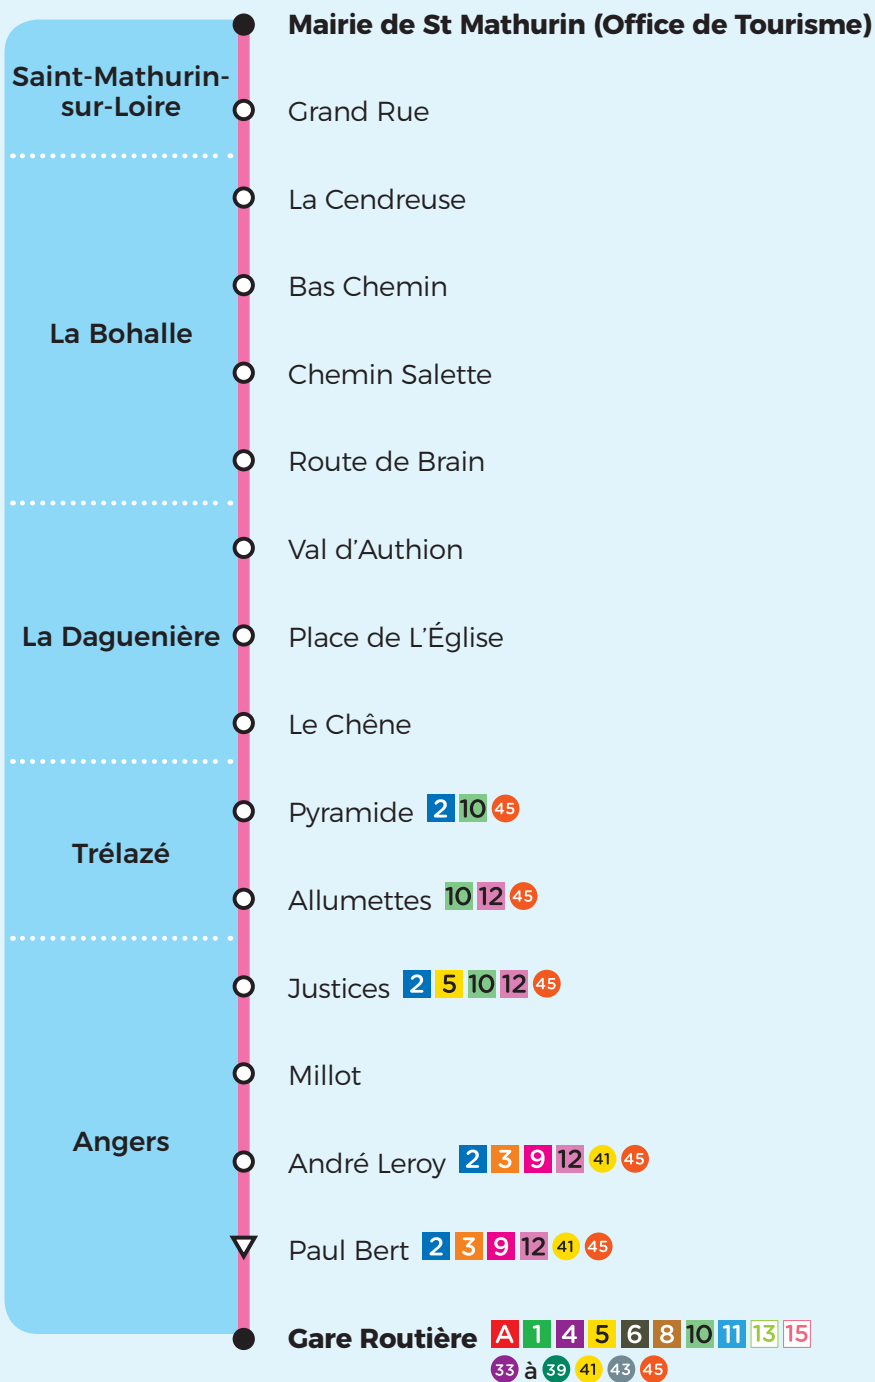 Mairie de St Mathurin (Office de Tourisme)
Saint-Mathurin-
sur-Loire
Grand Rue
La Cendreuse
Bas Chemin
La Bohalle
Chemin Salette
Route de Brain
Val d’Authion
La Daguenière
Place de L’Église
Le Chêne
Pyramide 2 10 45
Trélazé
Allumettes 10 12 45
Justices 2 5 10 12 45
Millot
Angers
André Leroy 2 3 9 12 41 45
Paul Bert 2 3 9 12 41 45
Gare Routière A 1 4 5 6 8 10 11 13 15
33 à 39 41 43 45